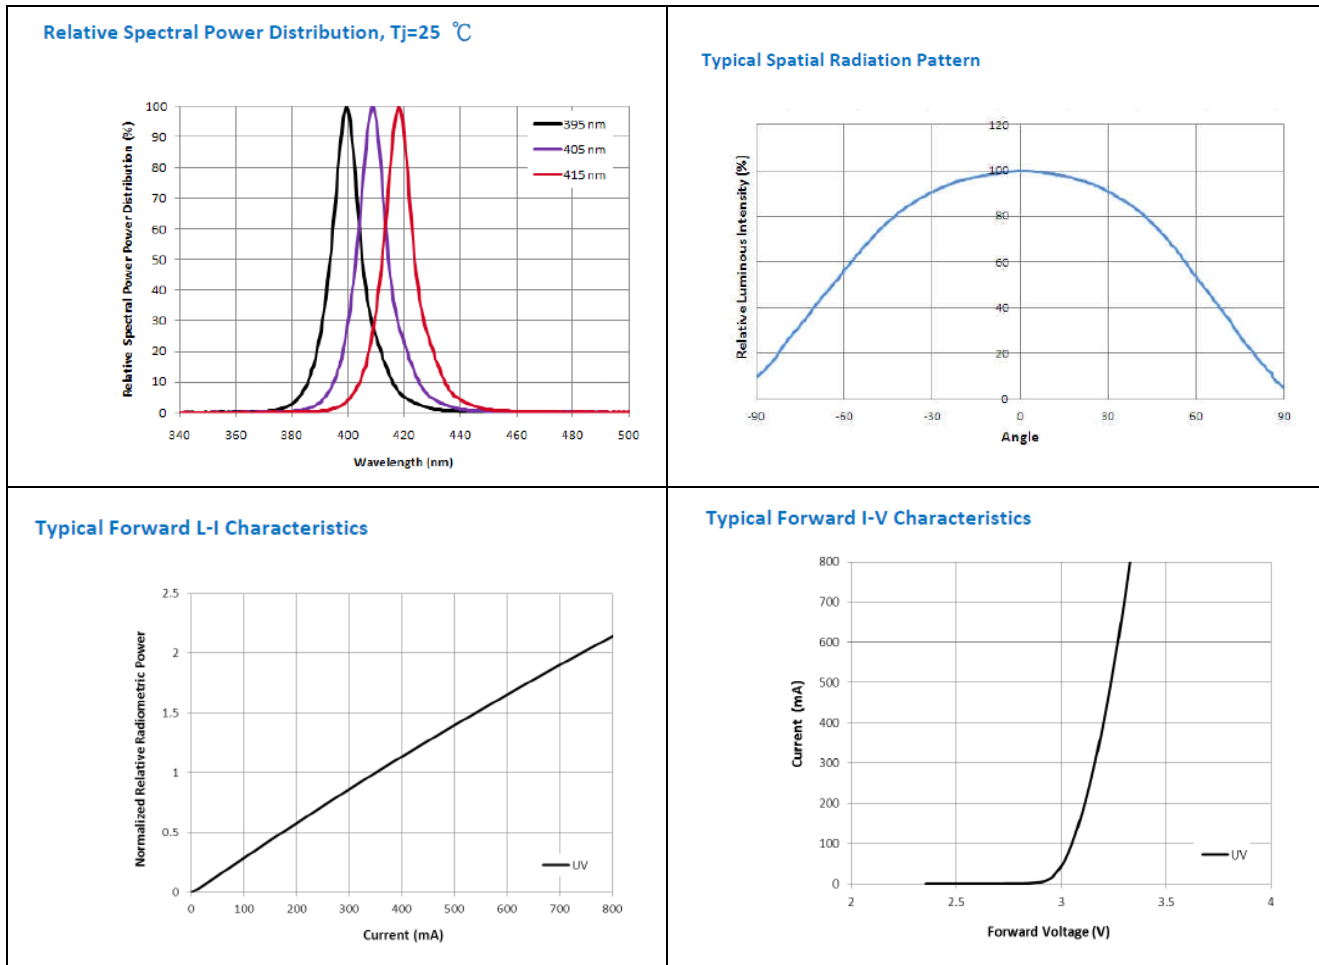 Relative Spectral Power Distribution, Tj=25 ℃
Relative Spectral Power Power Distribution (%)
100
90
80
70
60
50
40
30
20
10
0
340 360 380 400 420 440 460 480 500
Wavelength (nm)
395 nm
405 nm
415 nm
Typical Spatial Radiation Pattern
Relative Luminous Intensity (%)
120
100
80
60
40
20
0
-90 -60 -30 0 30 60 90
Angle
Typical Forward L-I Characteristics
Normalized Relative Radiometric Power
2.5
2
1.5
1
0.5
0
0 100 200 300 400 500 600 700 800
Current (mA)
UV
Typical Forward I-V Characteristics
Current (mA)
800
700
600
500
400
300
200
100
0
2 2.5 3 3.5 4
Forward Voltage (V)
UV